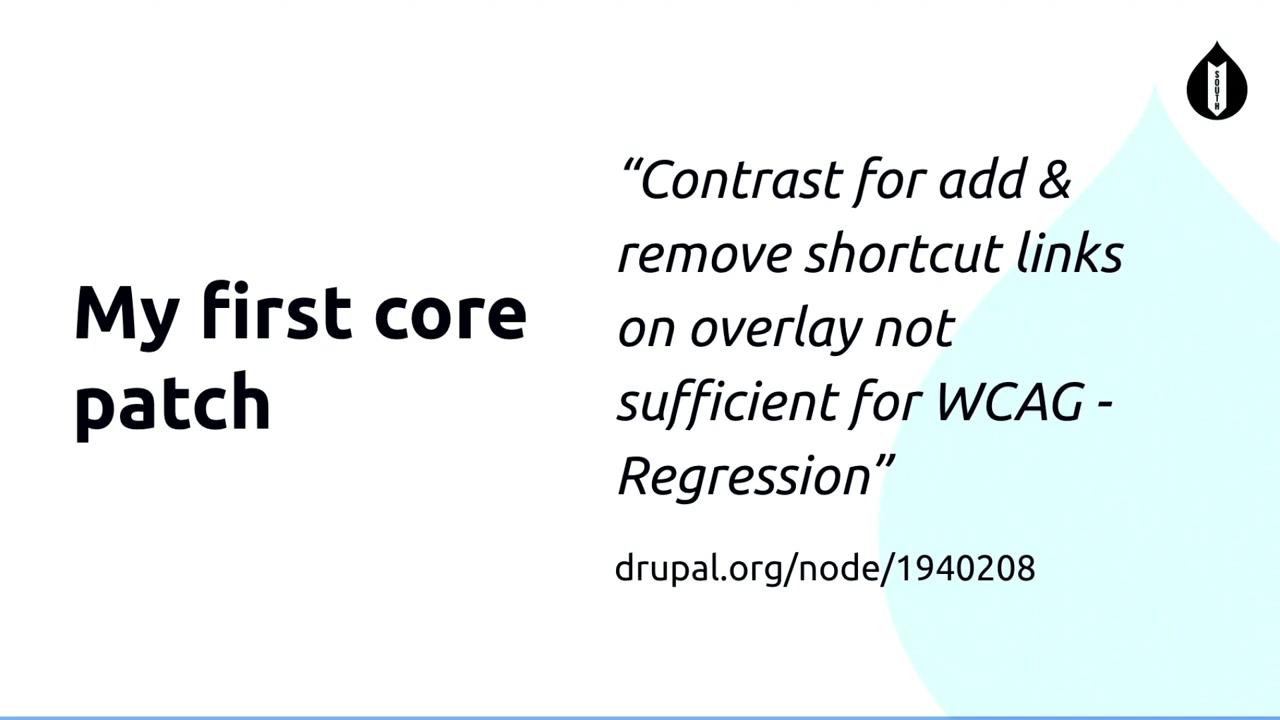 SOUTH
My first core
patch
“Contrast for add &
remove shortcut links
on overlay not
sufficient for WCAG -
Regression”
drupal.org/node/1940208